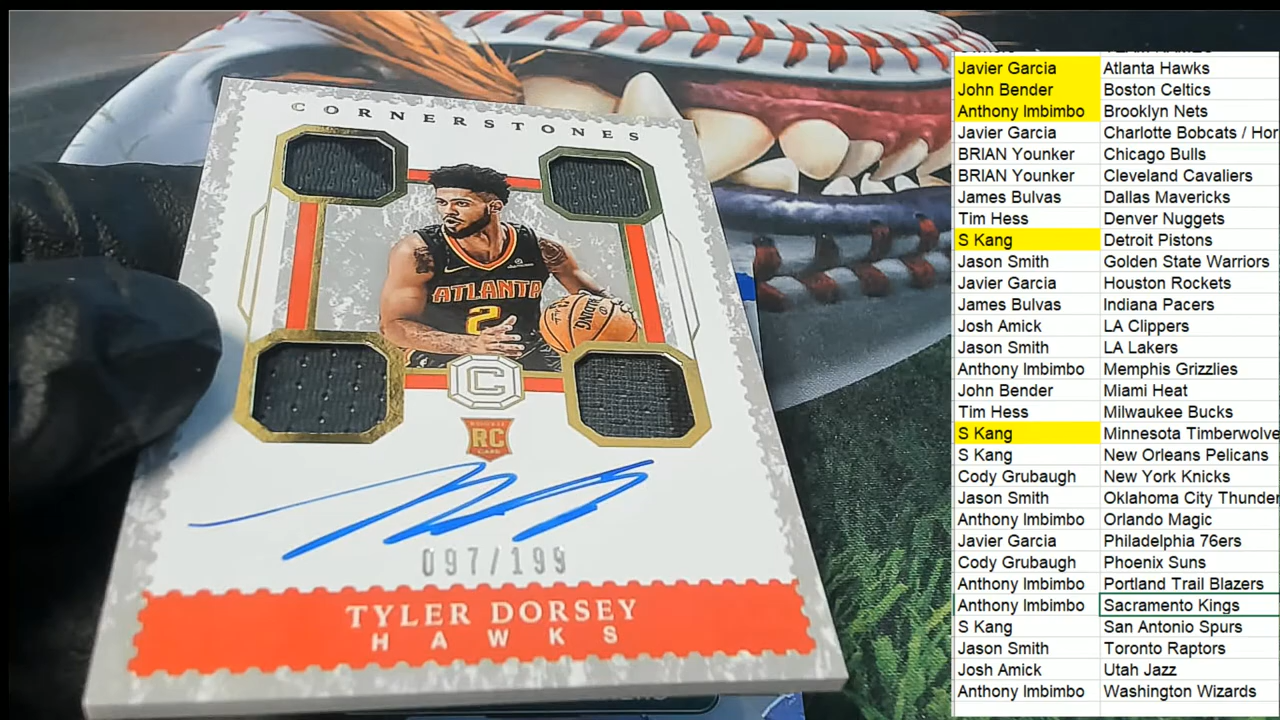 CORNERSTONES
ATLANTA
2
C
RC
097/199
TYLER DORSEY
HAWKS
Javier Garcia Atlanta Hawks
John Bender Boston Celtics
Anthony Imbimbo Brooklyn Nets
Javier Garcia Charlotte Bobcats / Hor
BRIAN Younker Chicago Bulls
BRIAN Younker Cleveland Cavaliers
James Bulvas Dallas Mavericks
Tim Hess Denver Nuggets
S Kang Detroit Pistons
Jason Smith Golden State Warriors
Javier Garcia Houston Rockets
James Bulvas Indiana Pacers
Josh Amick LA Clippers
Jason Smith LA Lakers
Anthony Imbimbo Memphis Grizzlies
John Bender Miami Heat
Tim Hess Milwaukee Bucks
S Kang Minnesota Timberwolve
S Kang New Orleans Pelicans
Cody Grubaugh New York Knicks
Jason Smith Oklahoma City Thunder
Anthony Imbimbo Orlando Magic
Javier Garcia Philadelphia 76ers
Cody Grubaugh Phoenix Suns
Anthony Imbimbo Portland Trail Blazers
Anthony Imbimbo Sacramento Kings
S Kang San Antonio Spurs
Jason Smith Toronto Raptors
Josh Amick Utah Jazz
Anthony Imbimbo Washington Wizards